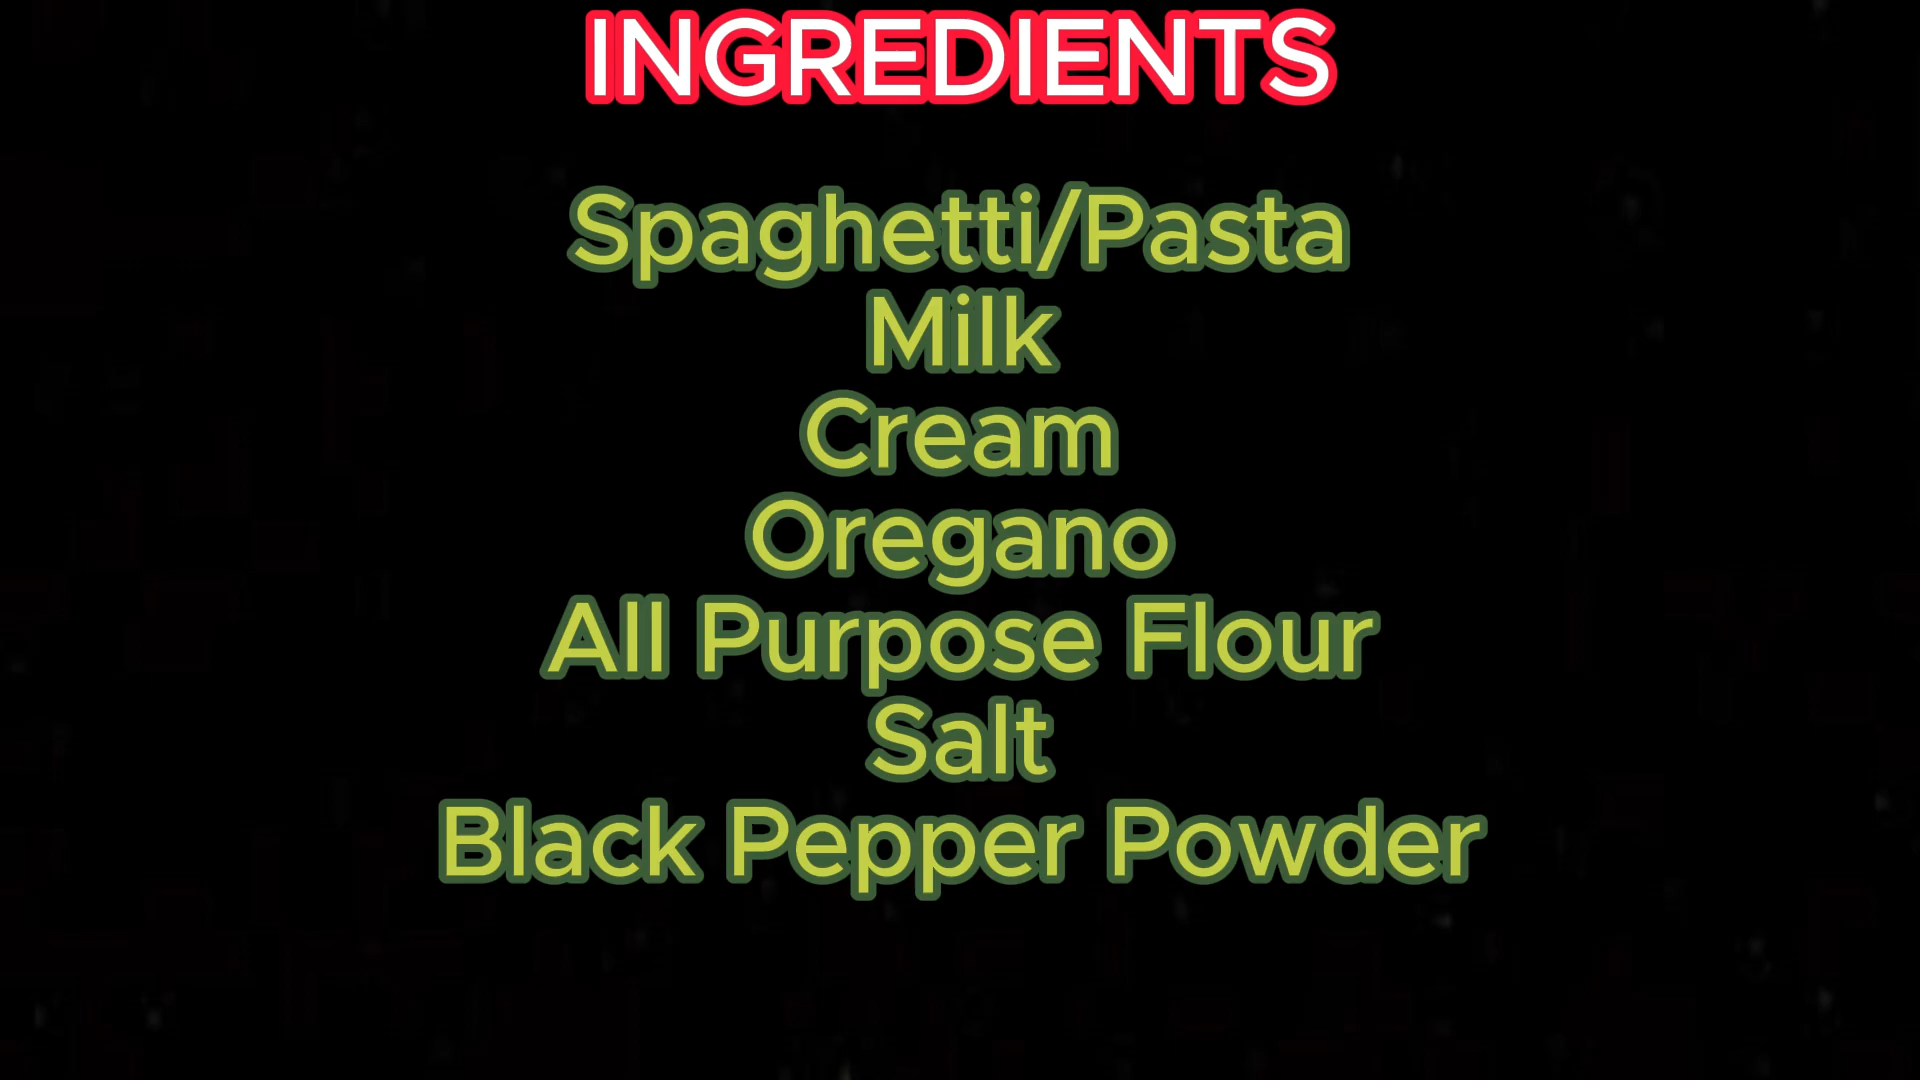 INGREDIENTS
Spaghetti/Pasta
Milk
Cream
Oregano
All Purpose Flour
Salt
Black Pepper Powder